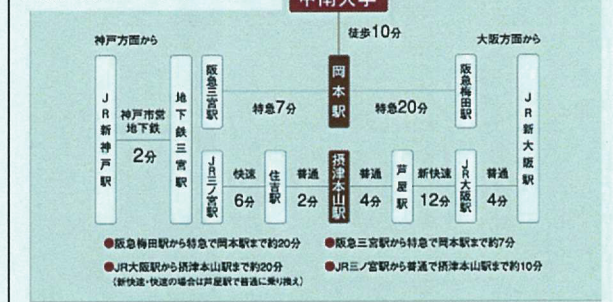 徒歩10分
神戸方面から
大阪方面から
JR新神戸駅
神戸市営
地下鉄
2分
地下鉄三宮駅
阪急三宮駅
特急7分
岡本駅
特急20分
阪急梅田駅
JR新大阪駅
JR三ノ宮駅
快速
6分
住吉駅
普通
2分
摂津本山駅
普通
4分
芦屋駅
新快速
12分
JR大阪駅
普通
4分
●阪急梅田駅から特急で岡本駅まで約20分
●阪急三宮駅から特急で岡本駅まで約7分
●JR大阪駅から摂津本山駅まで約20分
(新快速・快速の場合は芦屋駅で普通に乗り換え)
●JR三ノ宮駅から普通で摂津本山駅まで約10分